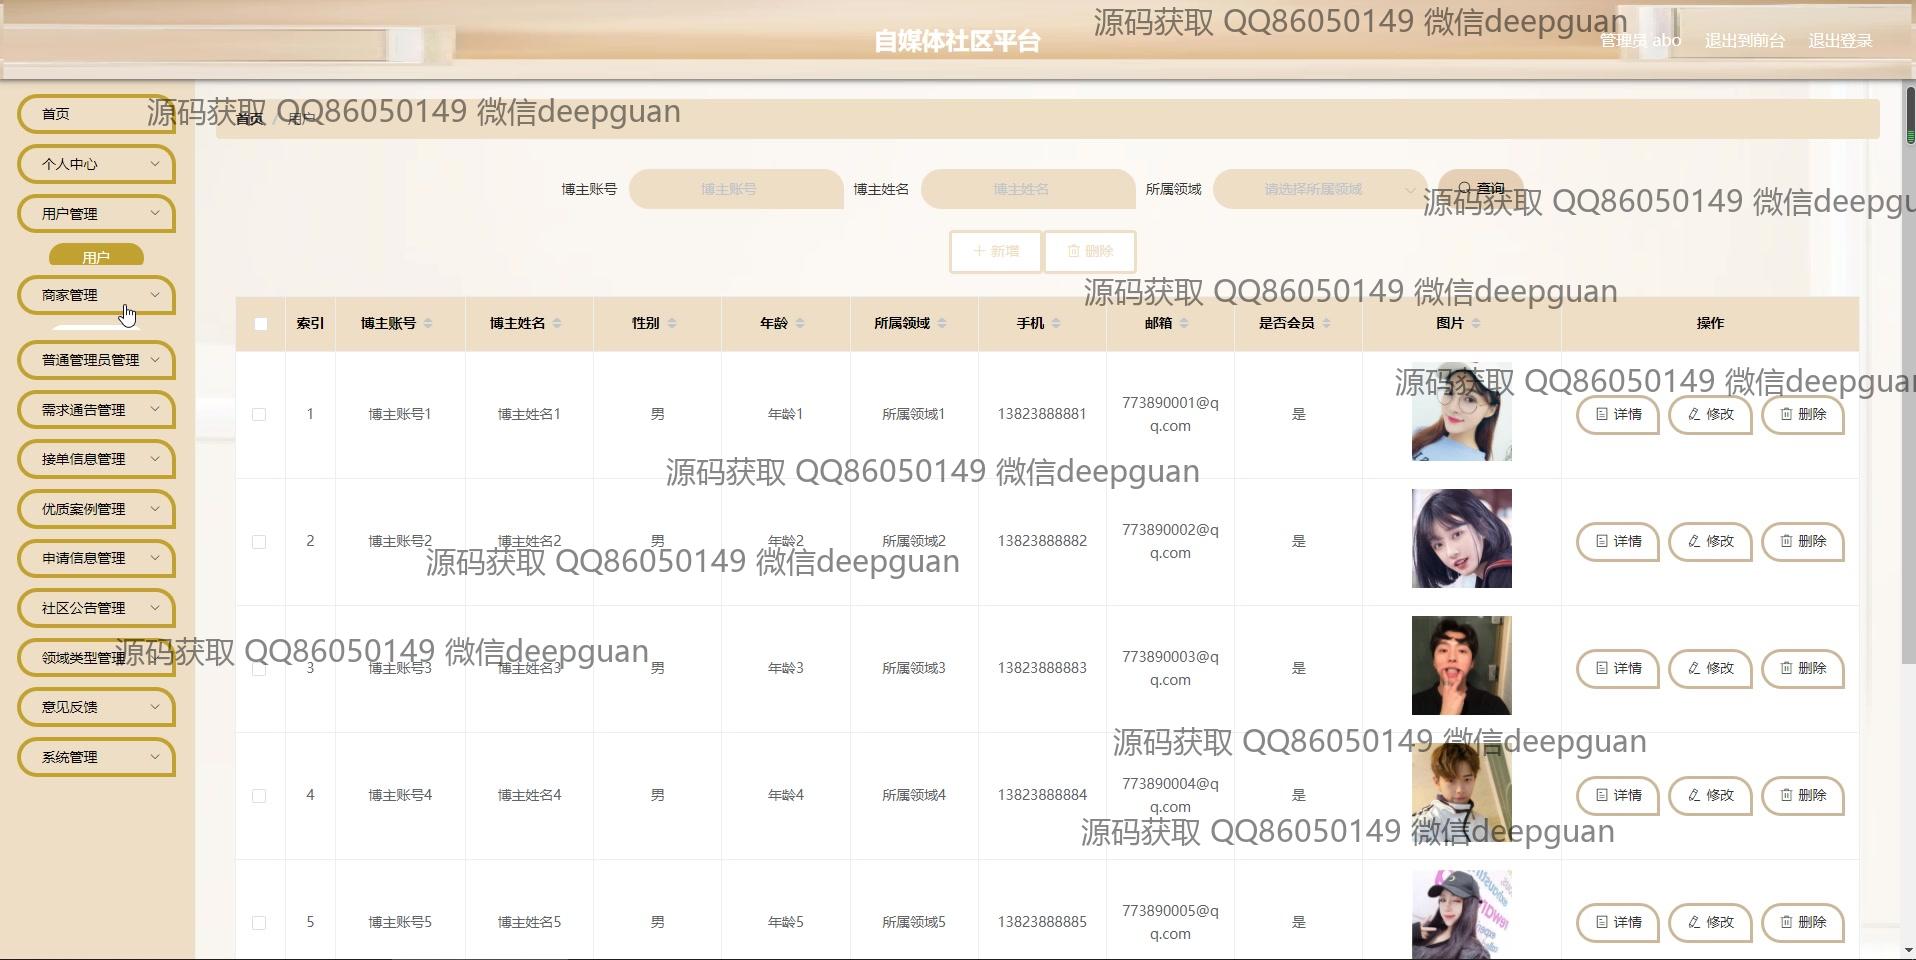 源码获取 QQ86050149 微信deepguan
自媒体社区平台
管理员 abo 退出到前台 退出登录
首页
个人中心
用户管理
用户
商家管理
普通管理员管理
需求通告管理
接单信息管理
优质案例管理
申请信息管理
社区公告管理
领域类型管理
意见反馈
系统管理
源码获取 QQ86050149 微信deepguan
首页 / 用户
博主账号 博主账号 博主姓名 博主姓名 所属领域 请选择所属领域 查询
源码获取 QQ86050149 微信deepgu
新增 删除
源码获取 QQ86050149 微信deepguan
索引 博主账号 博主姓名 性别 年龄 所属领域 手机 邮箱 是否会员 图片 操作
源码获取 QQ86050149 微信deepguan
1 博主账号1 博主姓名1 男 年龄1 所属领域1 13823888881 773890001@q
q.com 是 详情 修改 删除
源码获取 QQ86050149 微信deepguan
2 博主账号2 博主姓名2 男 年龄2 所属领域2 13823888882 773890002@q
q.com 是 详情 修改 删除
源码获取 QQ86050149 微信deepguan
源码获取 QQ86050149 微信deepguan
3 博主账号3 博主姓名3 男 年龄3 所属领域3 13823888883 773890003@q
q.com 是 详情 修改 删除
源码获取 QQ86050149 微信deepguan
4 博主账号4 博主姓名4 男 年龄4 所属领域4 13823888884 773890004@q
q.com 是 详情 修改 删除
源码获取 QQ86050149 微信deepguan
5 博主账号5 博主姓名5 男 年龄5 所属领域5 13823888885 773890005@q
q.com 是 详情 修改 删除